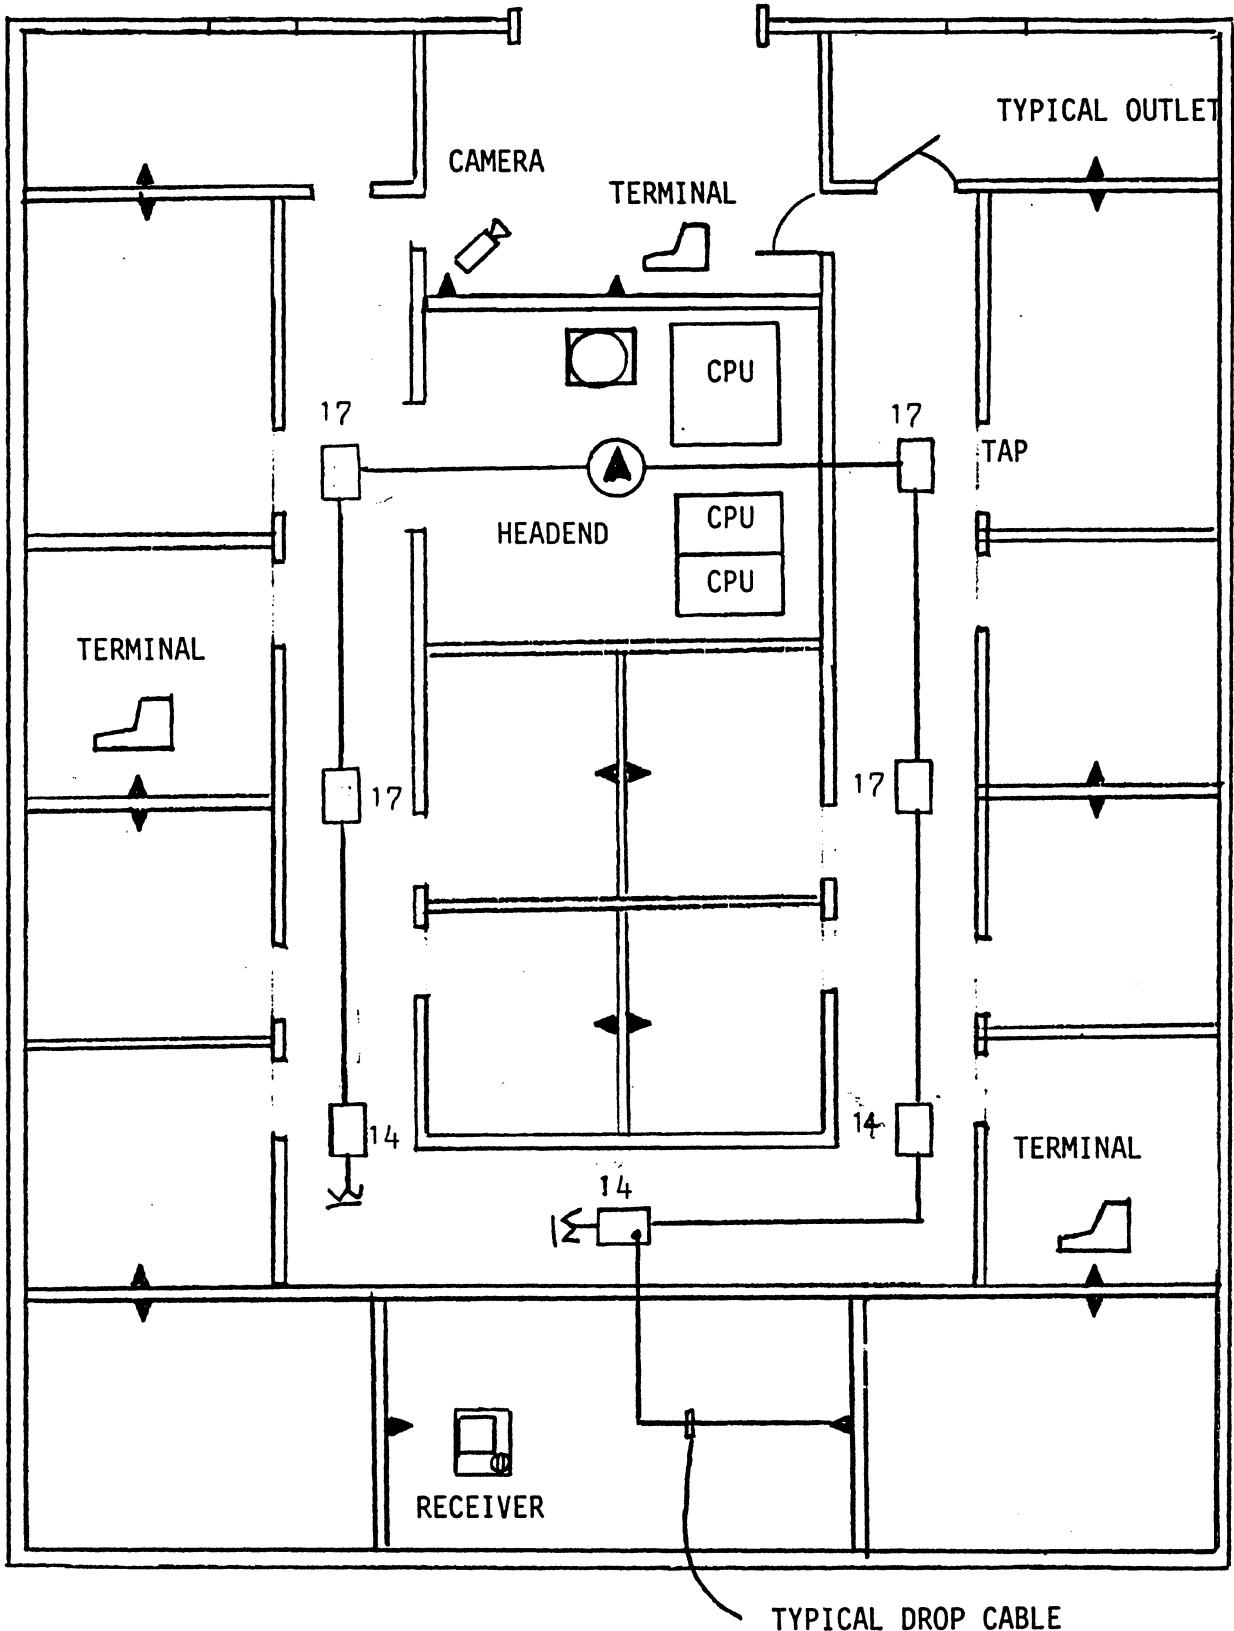 TYPICAL OUTLET
CAMERA
TERMINAL
CPU
17
17
TAP
CPU
HEADEND
CPU
TERMINAL
17
17
14
14
TERMINAL
14
RECEIVER
TYPICAL DROP CABLE